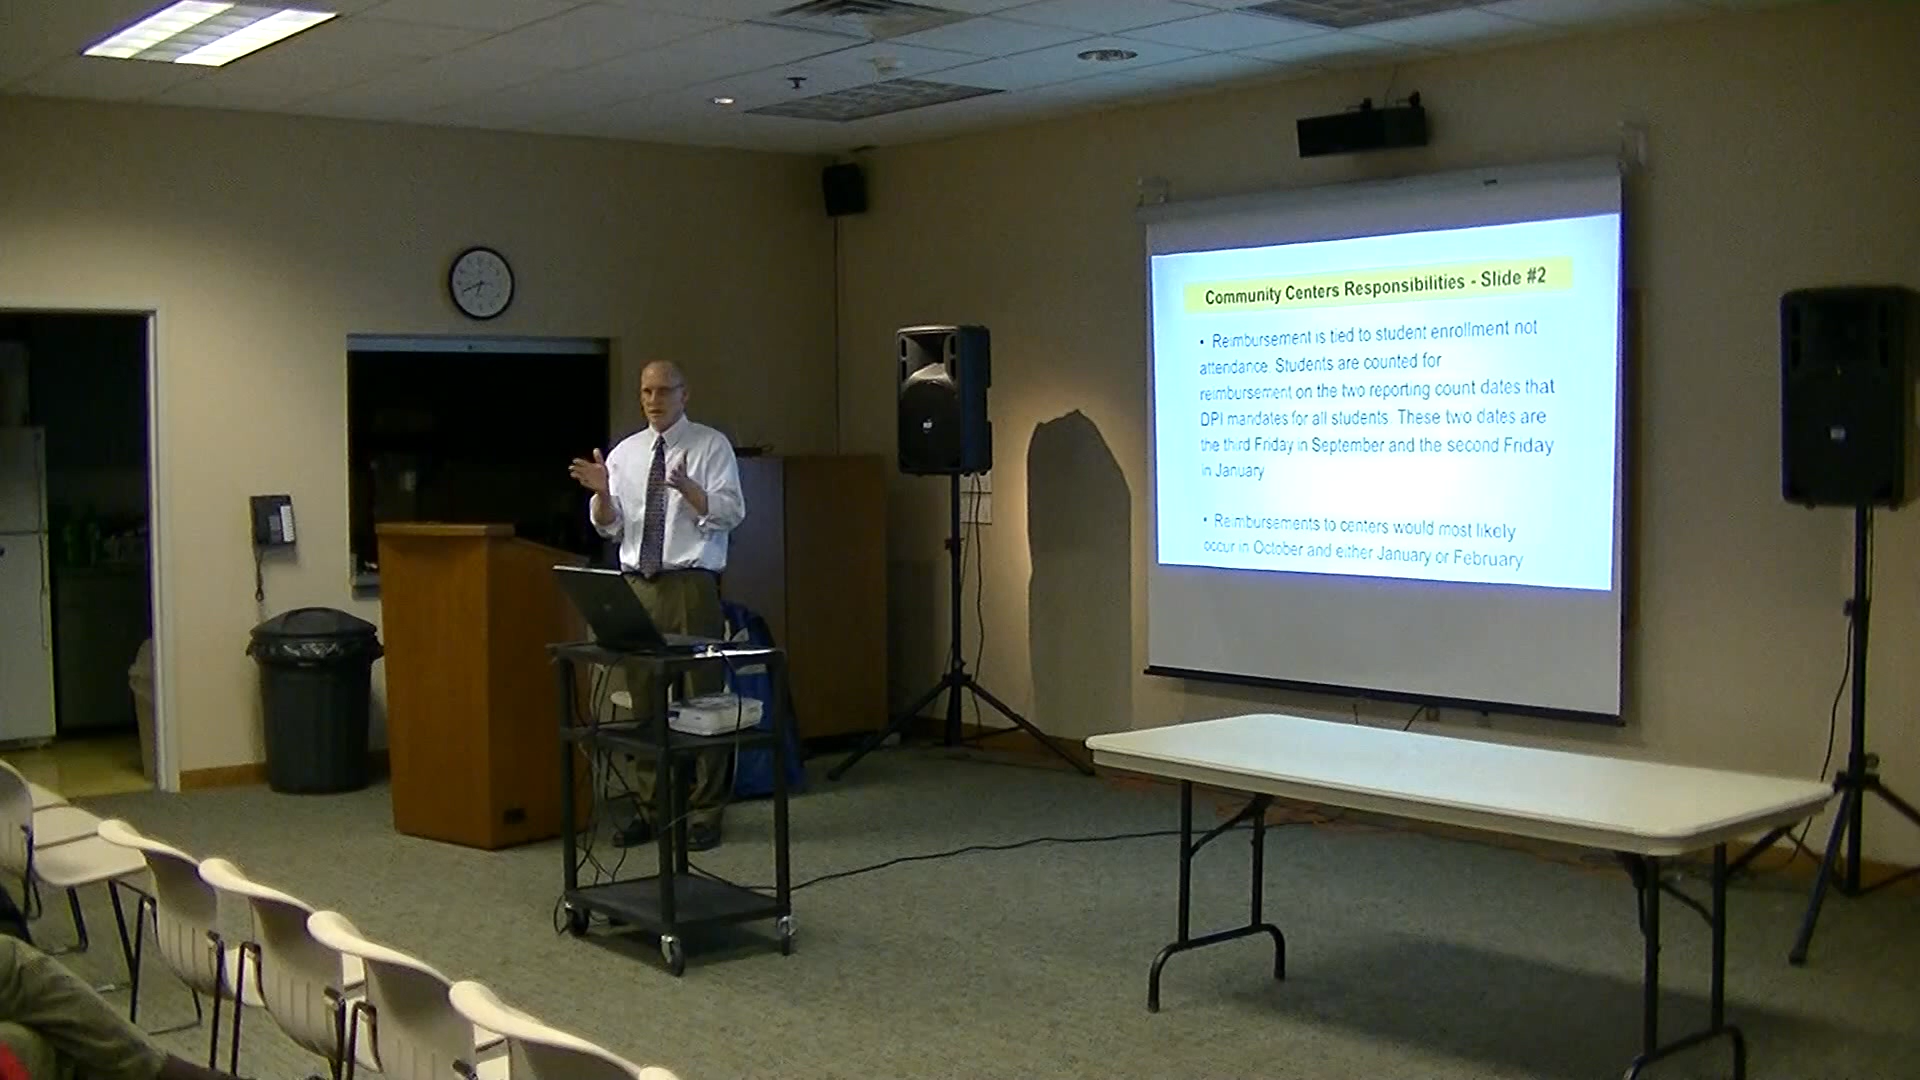 Community Centers Responsibilities - Slide #2
• Reimbursement is tied to student enrollment not
attendance. Students are counted for
reimbursement on the two reporting count dates that
DPI mandates for all students. These two dates are
the third Friday in September and the second Friday
in January
• Reimbursements to centers would most likely
occur in October and either January or February